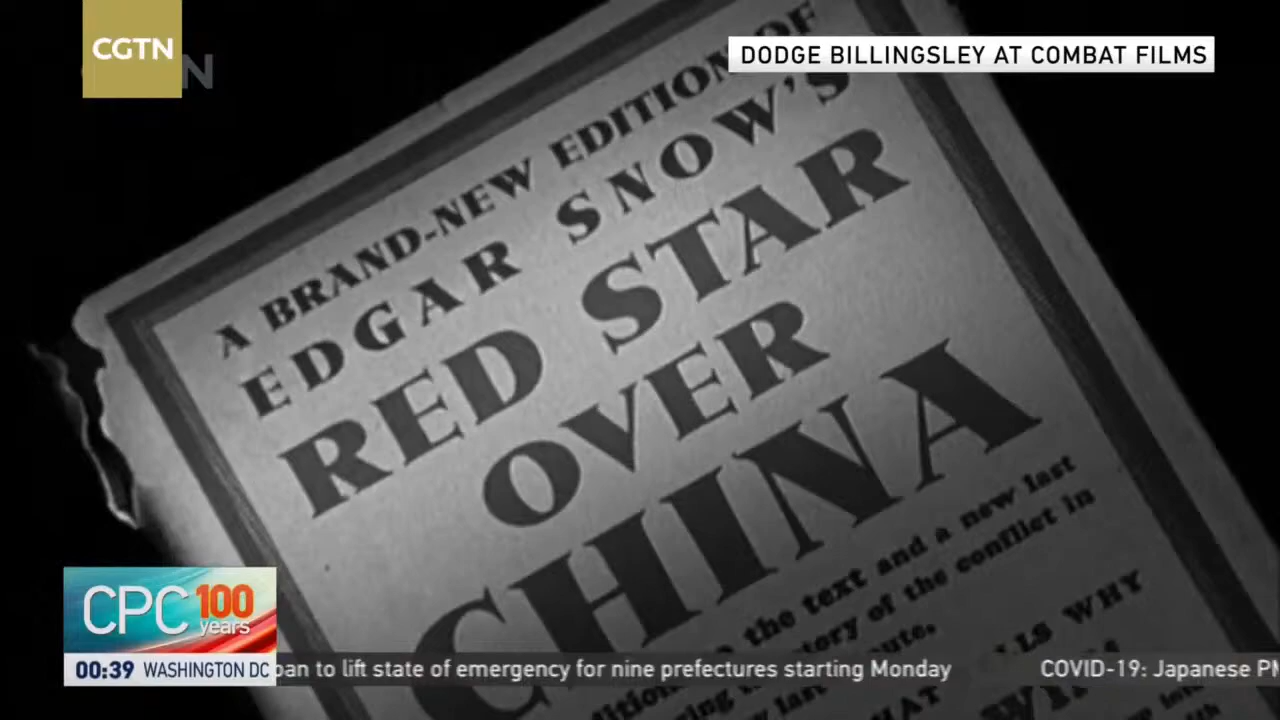 CGTN
DODGE BILLINGSLEY AT COMBAT FILMS
A BRAND-NEW EDITION OF
EDGAR SNOW'S
RED STAR
OVER
CHINA
the text and a new last
of the conflict in
WHY
CPC 100
years
00:39 WASHINGTON DC
to lift state of emergency for nine prefectures starting Monday
COVID-19: Japanese